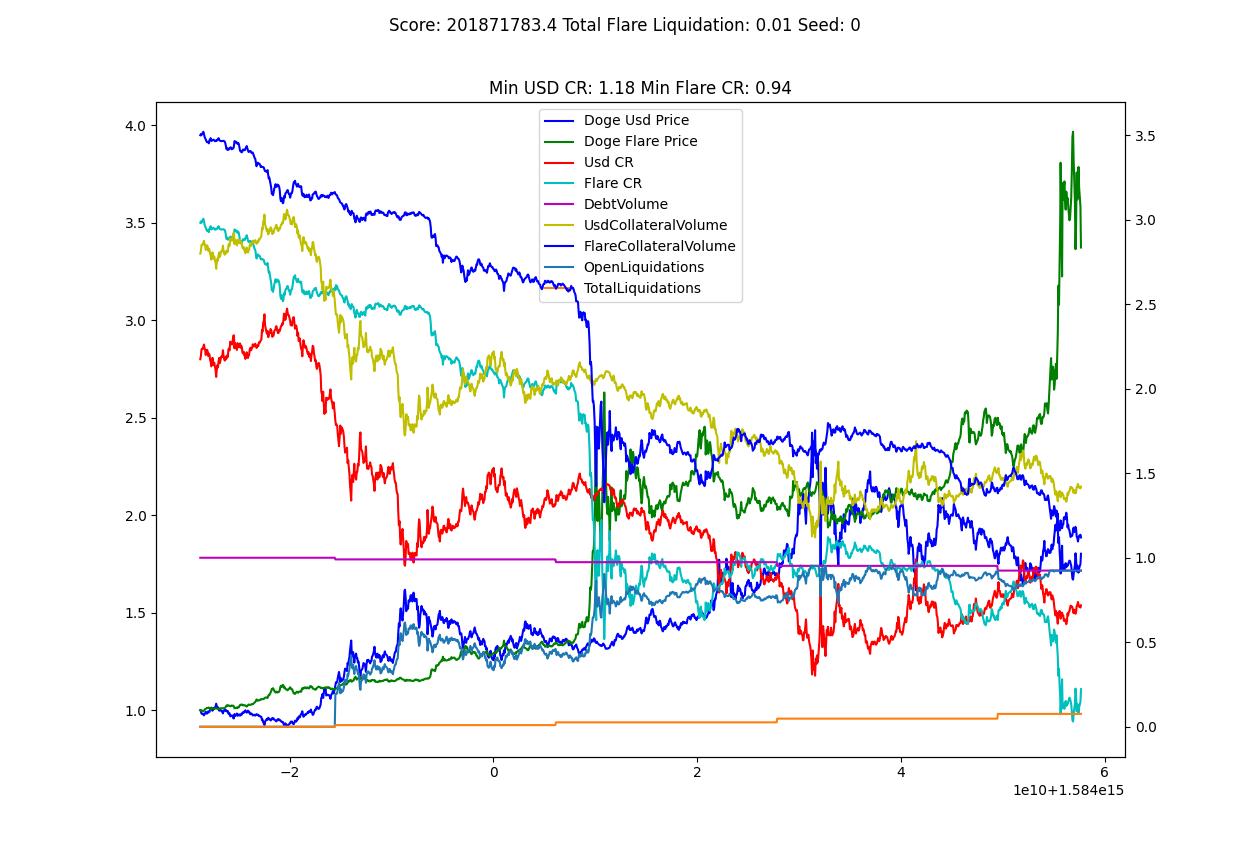 Score: 201871783.4 Total Flare Liquidation: 0.01 Seed: 0
Min USD CR: 1.18 Min Flare CR: 0.94
Doge Usd Price
Doge Flare Price
Usd CR
Flare CR
DebtVolume
UsdCollateralVolume
FlareCollateralVolume
OpenLiquidations
TotalLiquidations
4.0
3.5
3.0
2.5
2.0
1.5
1.0
3.5
3.0
2.5
2.0
1.5
1.0
0.5
0.0
−2
0
2
4
6
1e10+1.584e15